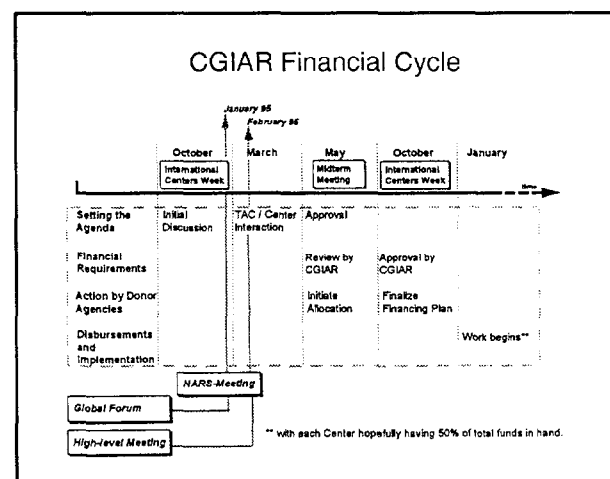 CGIAR Financial Cycle
January 95
February 95
October
March
May
October
January
International
Centers Week
Midterm
Meeting
International
Centers Week
time
Setting the
Agenda
Initial
Discussion
TAC / Center
Interaction
Approval
Financial
Requirements
Review by
CGIAR
Approval by
CGIAR
Action by Donor
Agencies
Initiate
Allocation
Finalize
Financing Plan
Disbursements
and
Implementation
Work begins**
NARS-Meeting
Global Forum
High-level Meeting
** with each Center hopefully having 50% of total funds in hand.